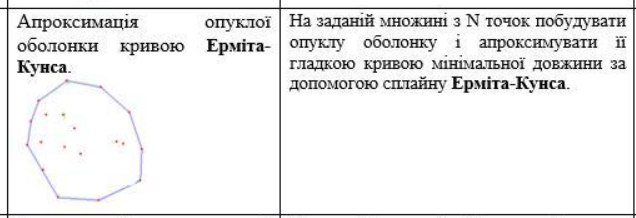 Апроксимація опуклої
оболонки кривою Ерміта-
Кунса.
На заданій множині з N точок побудувати
опуклу оболонку і апроксимувати її
гладкою кривою мінімальної довжини за
допомогою сплайну Ерміта-Кунса.